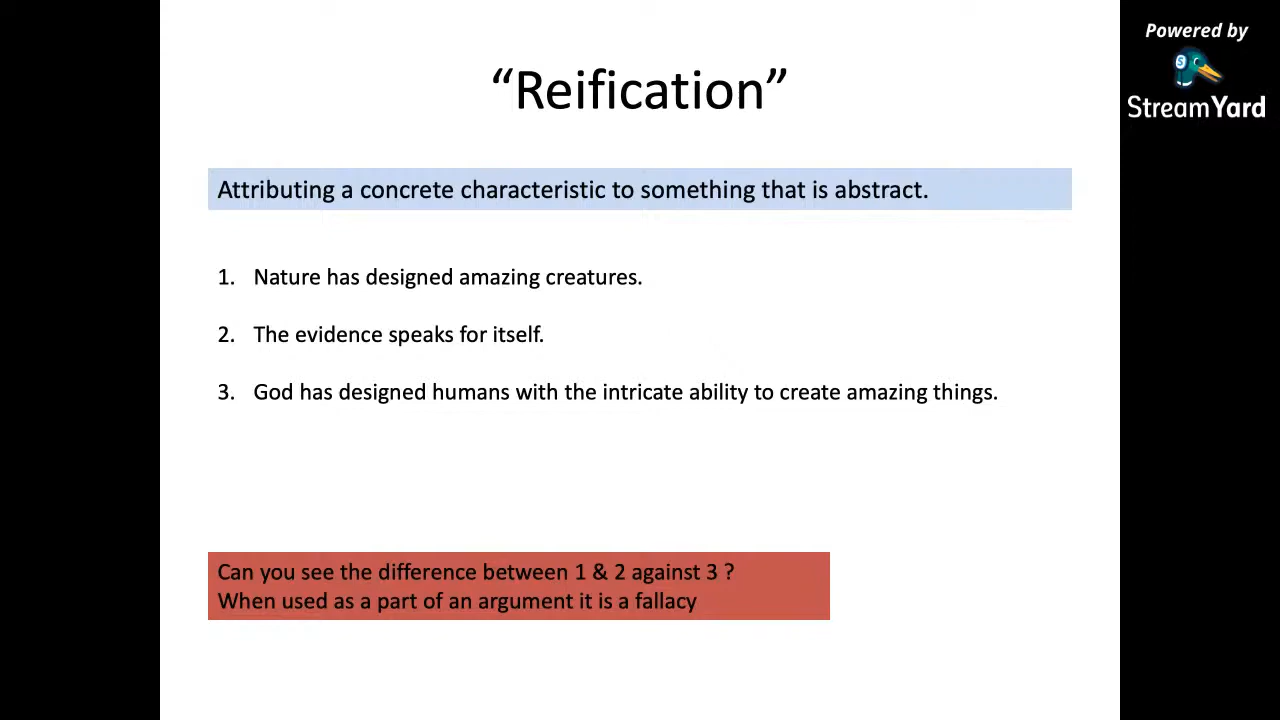 Powered by
StreamYard
“Reification”
Attributing a concrete characteristic to something that is abstract.
1. Nature has designed amazing creatures.
2. The evidence speaks for itself.
3. God has designed humans with the intricate ability to create amazing things.
Can you see the difference between 1 & 2 against 3 ?
When used as a part of an argument it is a fallacy